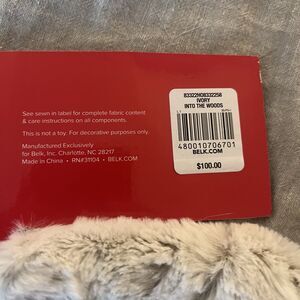 83322HOB332258
IVORY
INTO THE WOODS
480010706701
BELK.COM
$100.00
See sewn in label for complete fabric content
& care instructions on all components.
This is not a toy. For decorative purposes only.
Manufactured Exclusively
for Belk, Inc. Charlotte, NC 28217
Made in China • RN#31104 • BELK.COM